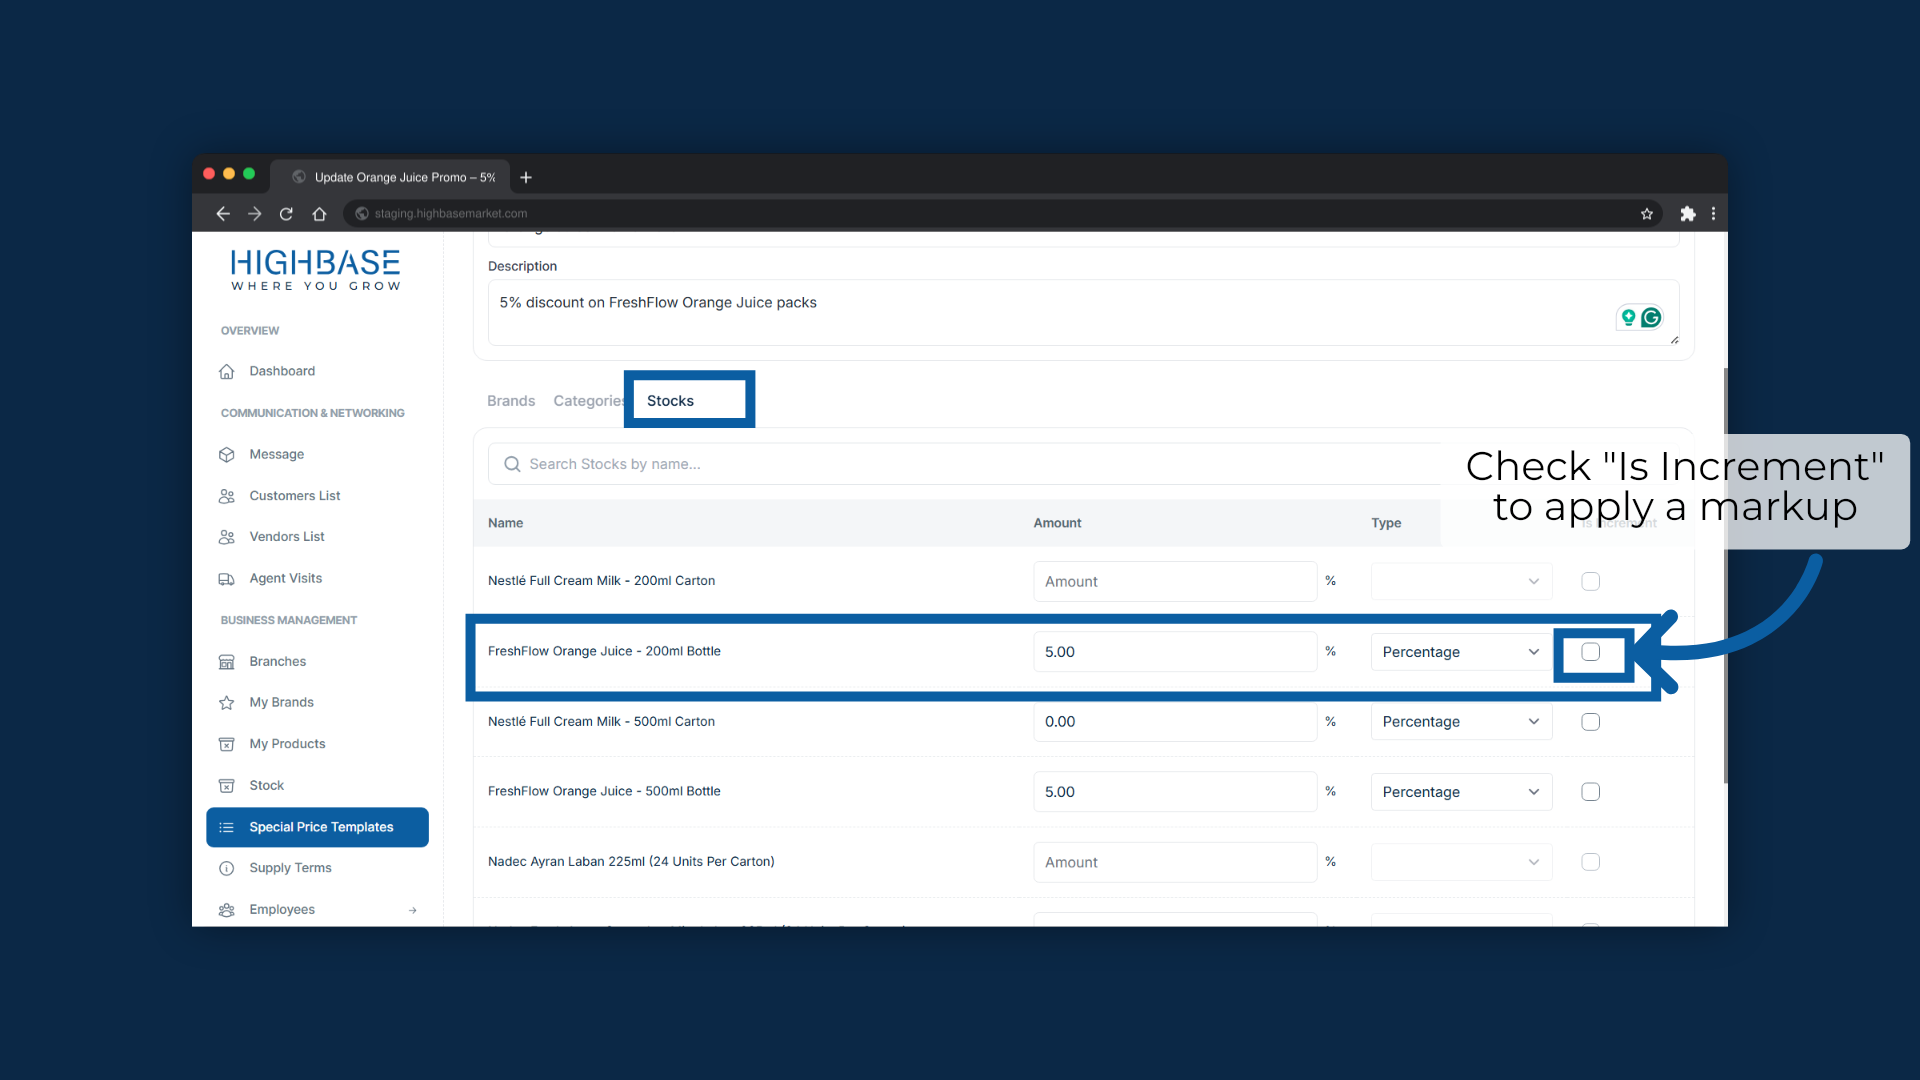 Update Orange Juice Promo – 5%
staging.highbasemarket.com
HIGHBASE
WHERE YOU GROW
OVERVIEW
Dashboard
COMMUNICATION & NETWORKING
Message
Customers List
Vendors List
Agent Visits
BUSINESS MANAGEMENT
Branches
My Brands
My Products
Stock
Special Price Templates
Supply Terms
Employees
Description
5% discount on FreshFlow Orange Juice packs
Brands Categories Stocks
Search Stocks by name...
Check "Is Increment"
to apply a markup
Name Amount Type Is Increment
Nestlé Full Cream Milk - 200ml Carton Amount %
FreshFlow Orange Juice - 200ml Bottle 5.00 % Percentage
Nestlé Full Cream Milk - 500ml Carton 0.00 % Percentage
FreshFlow Orange Juice - 500ml Bottle 5.00 % Percentage
Nadec Ayran Laban 225ml (24 Units Per Carton) Amount %